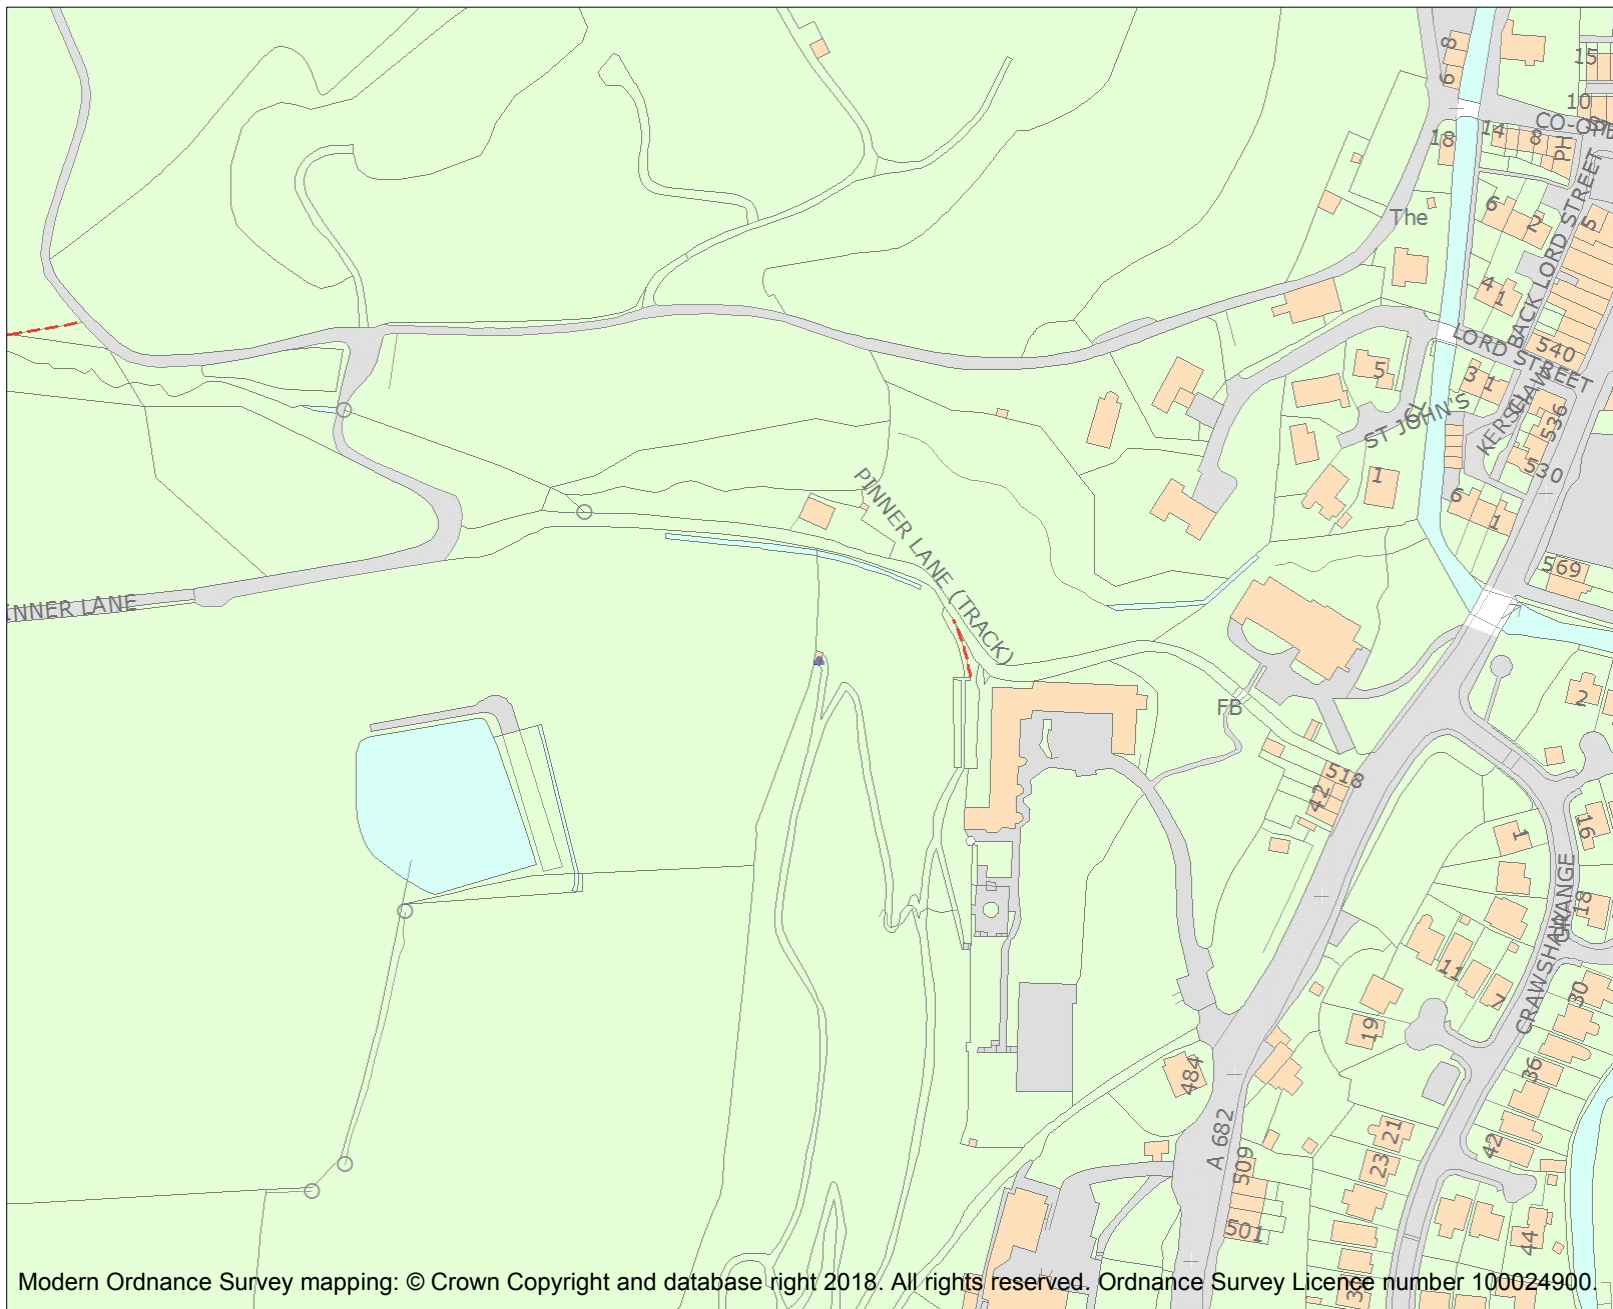 8
6
15
10
CO-OPE
18
14
8
PH
The
6
2
5
BACK LORD STREET
4
1
LORD STREET
540
5
3
1
ST JOHN'S
CL
KERSHAW
536
530
1
6
1
569
PINNER LANE (TRACK)
INNER LANE
FB
2
518
42
1
16
CRAWSHAW
GRANGE
18
11
7
19
30
484
36
A 682
21
42
23
509
501
44
Modern Ordnance Survey mapping: © Crown Copyright and database right 2018. All rights reserved. Ordnance Survey Licence number 100024900.